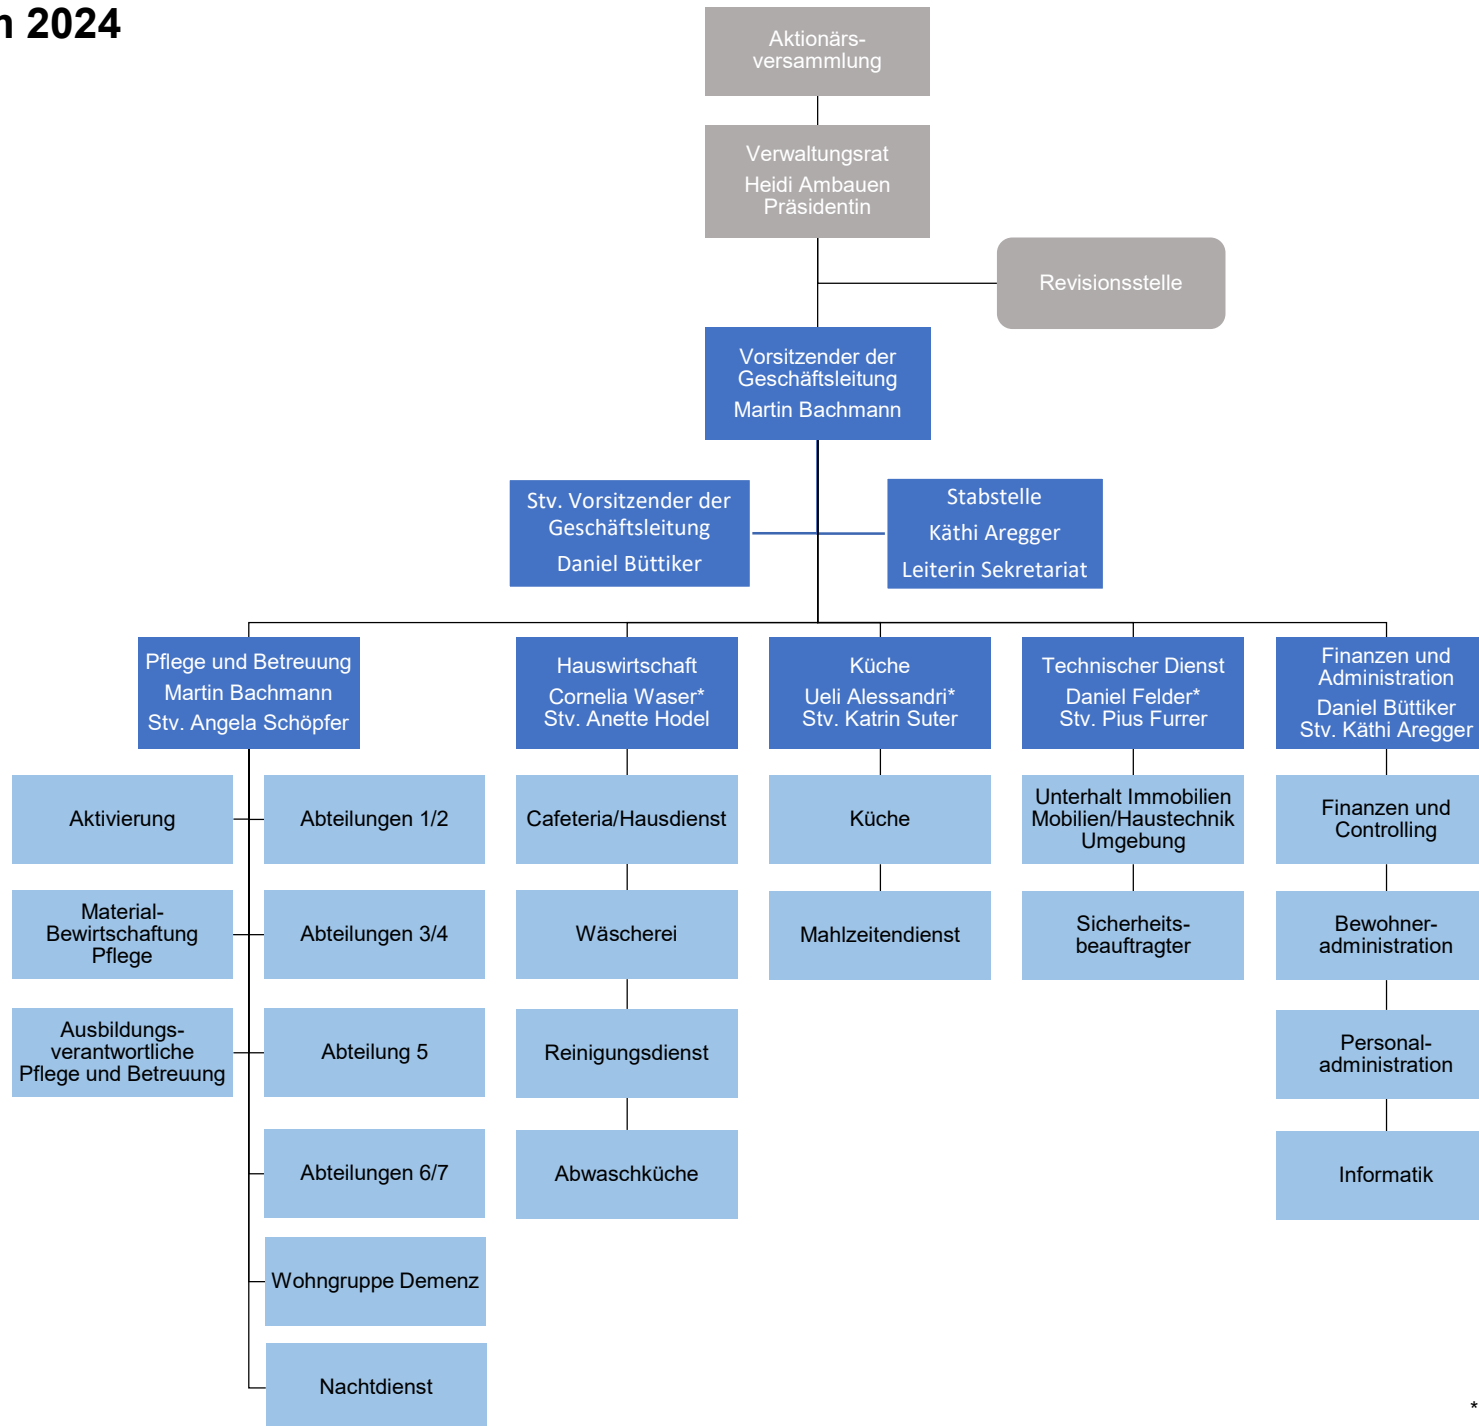 n 2024
Aktionärs-
versammlung
Verwaltungsrat
Heidi Ambauen
Präsidentin
Revisionsstelle
Vorsitzender der
Geschäftsleitung
Martin Bachmann
Stv. Vorsitzender der
Geschäftsleitung
Daniel Büttiker
Stabstelle
Käthi Aregger
Leiterin Sekretariat
Pflege und Betreuung
Martin Bachmann
Stv. Angela Schöpfer
Hauswirtschaft
Cornelia Waser*
Stv. Anette Hodel
Küche
Ueli Alessandri*
Stv. Katrin Suter
Technischer Dienst
Daniel Felder*
Stv. Pius Furrer
Finanzen und
Administration
Daniel Büttiker
Stv. Käthi Aregger
Aktivierung
Abteilungen 1/2
Cafeteria/Hausdienst
Küche
Unterhalt Immobilien
Mobilien/Haustechnik
Umgebung
Finanzen und
Controlling
Material-
Bewirtschaftung
Pflege
Abteilungen 3/4
Wäscherei
Mahlzeitendienst
Sicherheits-
beauftragter
Bewohner-
administration
Ausbildungs-
verantwortliche
Pflege und Betreuung
Abteilung 5
Reinigungsdienst
Personal-
administration
Abteilungen 6/7
Abwaschküche
Informatik
Wohngruppe Demenz
Nachtdienst
*